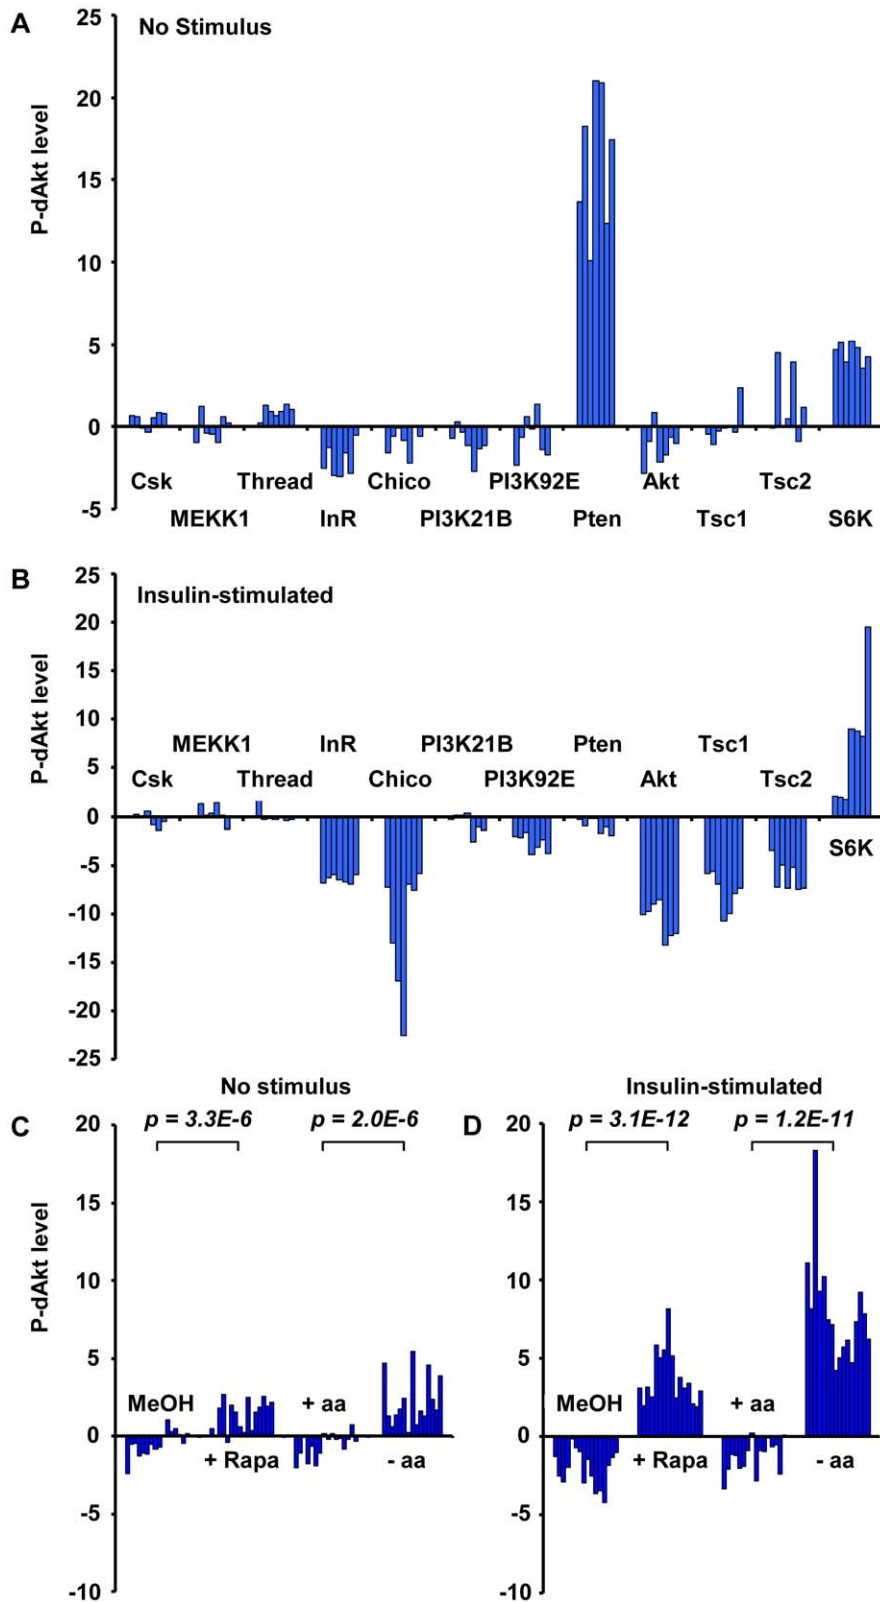 A
No Stimulus
P-dAkt level
25
20
15
10
5
0
-5
Csk Thread Chico PI3K92E Akt Tsc2
MEKK1 InR PI3K21B Pten Tsc1 S6K
B
Insulin-stimulated
P-dAkt level
25
20
15
10
5
0
-5
-10
-15
-20
-25
MEKK1 InR PI3K21B Pten Tsc1
Csk Thread Chico PI3K92E Akt Tsc2
S6K
No stimulus
C
p = 3.3E-6 p = 2.0E-6
P-dAkt level
20
15
10
5
0
-5
-10
MeOH + aa
+ Rapa - aa
Insulin-stimulated
D
p = 3.1E-12 p = 1.2E-11
20
15
10
5
0
-5
-10
MeOH + aa
+ Rapa - aa